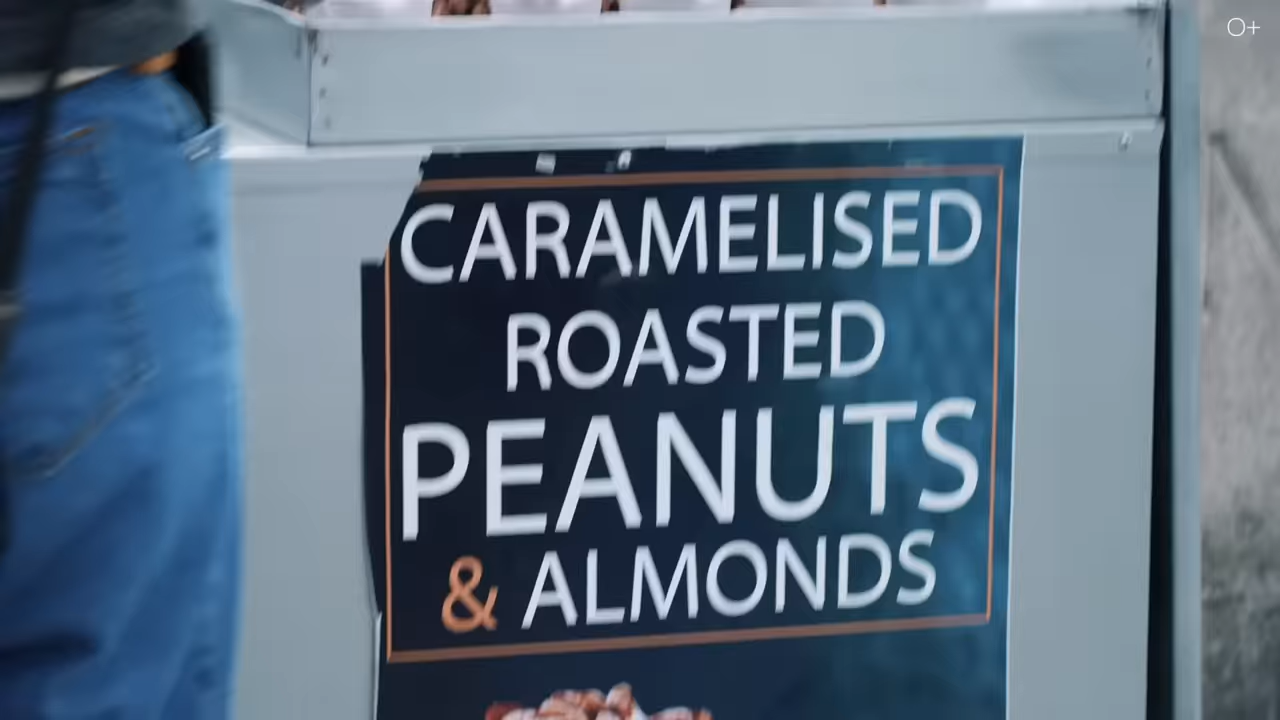 O+
CARAMELISED
ROASTED
PEANUTS
& ALMONDS